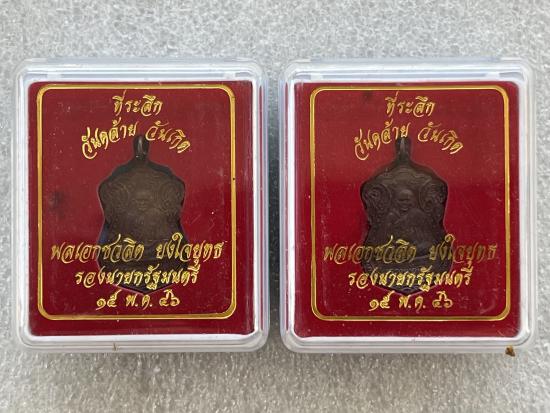 ที่ระลึก
วันคล้าย วันเกิด
พลเอกชวลิต ยงใจยุทธ
รองนายกรัฐมนตรี
๑๕ พ.ค. ๔๖
ที่ระลึก
วันคล้าย วันเกิด
พลเอกชวลิต ยงใจยุทธ
รองนายกรัฐมนตรี
๑๕ พ.ค. ๔๖